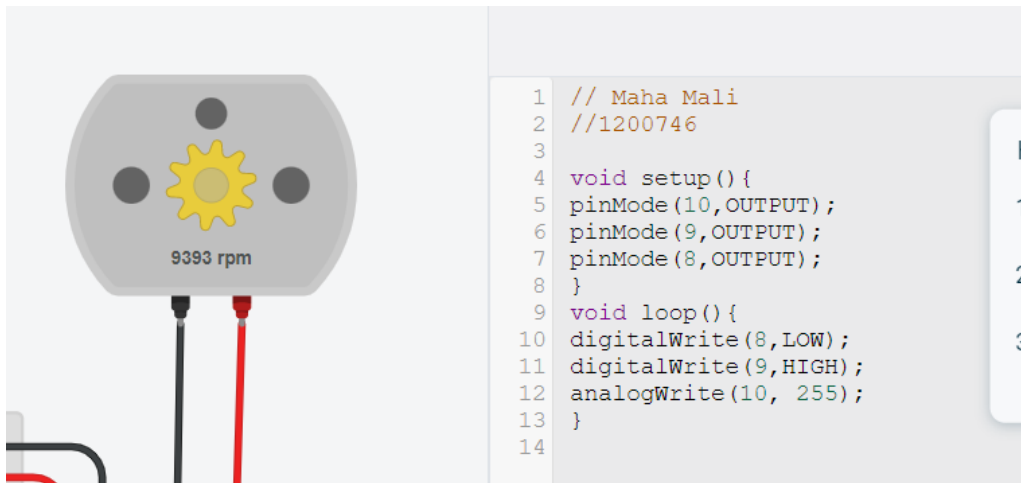 9393 rpm
1 // Maha Mali
2 //1200746
3
4 void setup(){
5 pinMode(10,OUTPUT);
6 pinMode(9,OUTPUT);
7 pinMode(8,OUTPUT);
8 }
9 void loop(){
10 digitalWrite(8,LOW);
11 digitalWrite(9,HIGH);
12 analogWrite(10, 255);
13 }
14